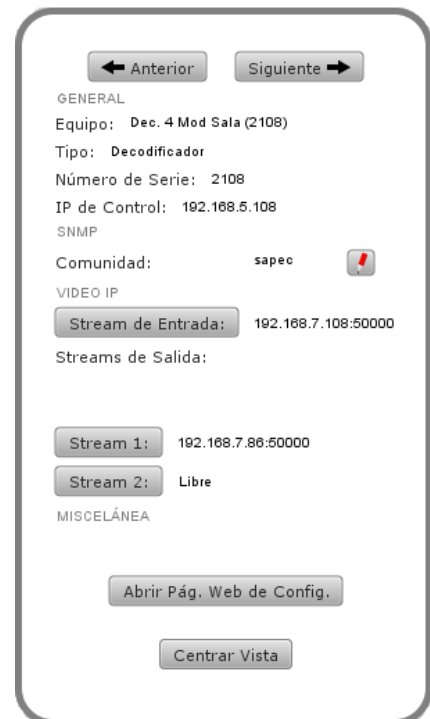 Anterior Siguiente
GENERAL
Equipo: Dec. 4 Mod Sala (2108)
Tipo: Decodificador
Número de Serie: 2108
IP de Control: 192.168.5.108
SNMP
Comunidad: sapec
VIDEO IP
Stream de Entrada: 192.168.7.108:50000
Streams de Salida:
Stream 1: 192.168.7.86:50000
Stream 2: Libre
MISCELÁNEA
Abrir Pág. Web de Config.
Centrar Vista